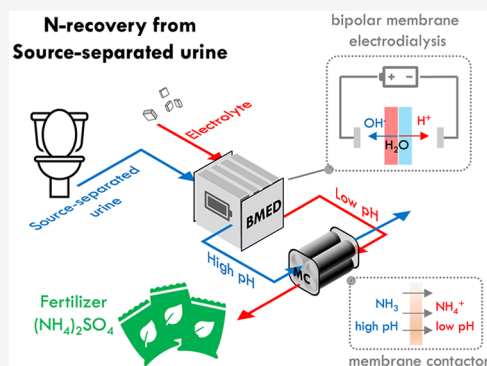 N-recovery from
Source-separated urine
bipolar membrane
electrodialysis
+ -
OH-
H+
H₂O
Electrolyte
Source-separated
urine
BMED
Low pH
High pH
MC
Fertilizer
(NH₄)₂SO₄
NH₃
NH₄⁺
high pH
low pH
membrane contactor